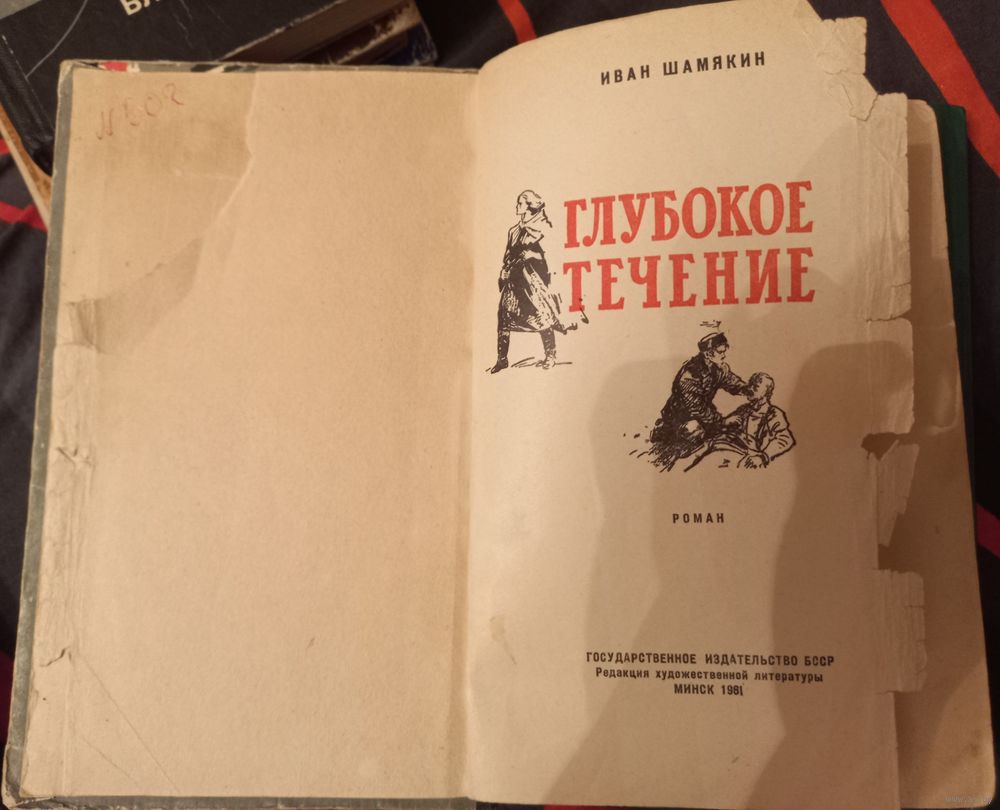 ИВАН ШАМЯКИН
ГЛУБОКОЕ
ТЕЧЕНИЕ
РОМАН
ГОСУДАРСТВЕННОЕ ИЗДАТЕЛЬСТВО БССР
Редакция художественной литературы
МИНСК 1961